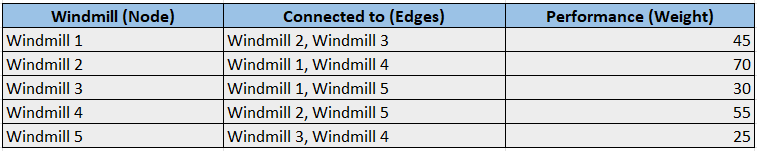 Windmill (Node) Connected to (Edges) Performance (Weight)
Windmill 1 Windmill 2, Windmill 3 45
Windmill 2 Windmill 1, Windmill 4 70
Windmill 3 Windmill 1, Windmill 5 30
Windmill 4 Windmill 2, Windmill 5 55
Windmill 5 Windmill 3, Windmill 4 25